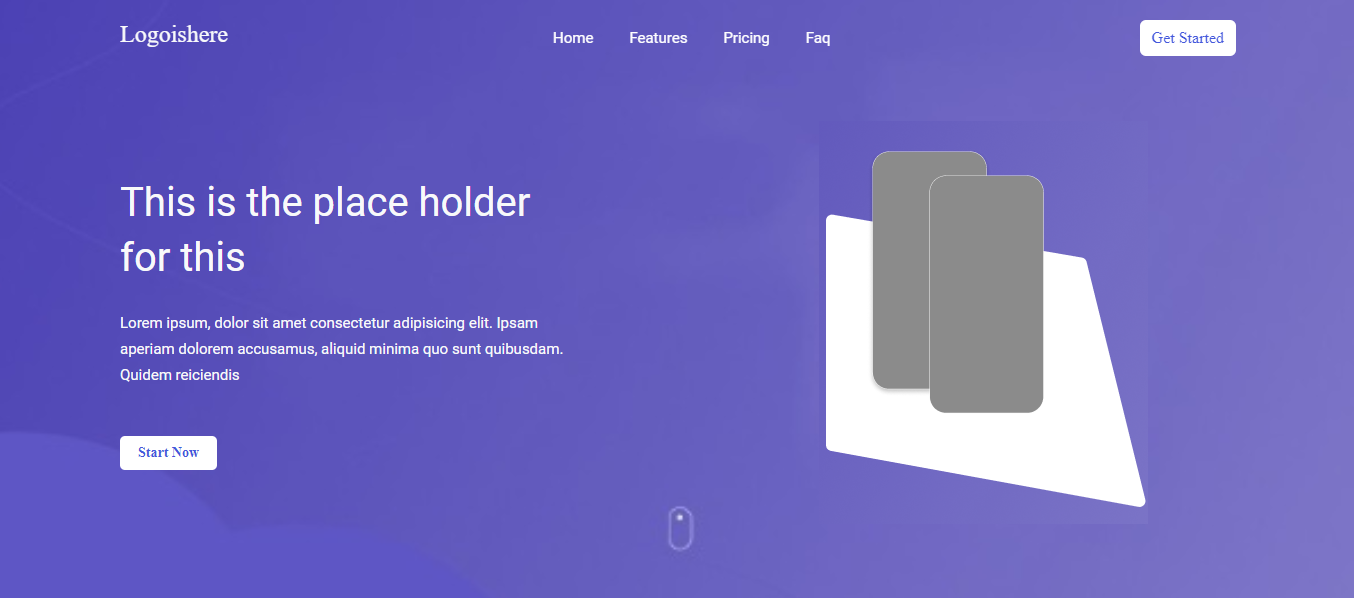 Logoishere
Home Features Pricing Faq
Get Started
This is the place holder
for this
Lorem ipsum, dolor sit amet consectetur adipisicing elit. Ipsam
aperiam dolorem accusamus, aliquid minima quo sunt quibusdam.
Quidem reiciendis
Start Now